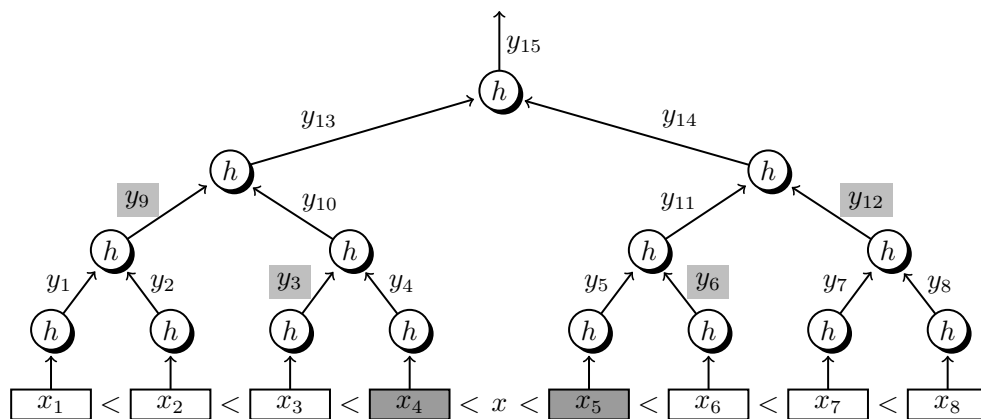 y₁₅
h
y₁₃ y₁₄
h h
y₉ y₁₀ y₁₁ y₁₂
h h h h
y₁ y₂ y₃ y₄ y₅ y₆ y₇ y₈
h h h h h h h h
x₁ < x₂ < x₃ < x₄ < x < x₅ < x₆ < x₇ < x₈